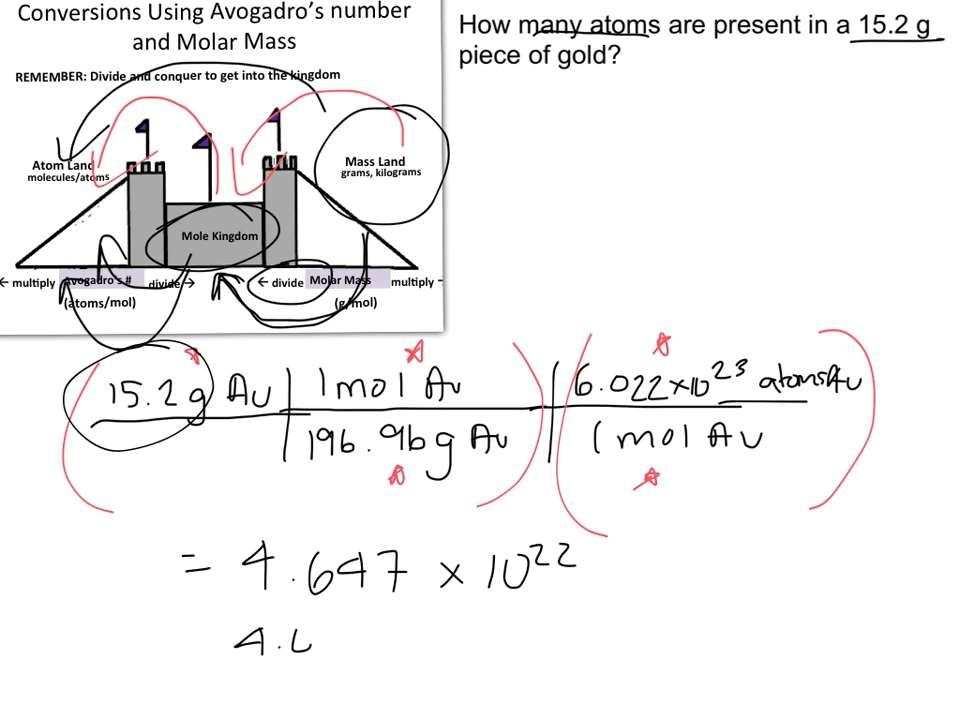 Conversions Using Avogadro's number
and Molar Mass
REMEMBER: Divide and conquer to get into the kingdom
Atom Land
molecules/atoms
Mass Land
grams, kilograms
Mole Kingdom
← multiply Avogadro's # divide → ← divide Molar Mass multiply -
(atoms/mol) (g/mol)
How many atoms are present in a 15.2 g
piece of gold?
15.2g Au | 1 mol Au | 6.022 × 10²³ atoms Au
196.96 g Au | 1 mol Au
= 4.647 × 10²²
4.6